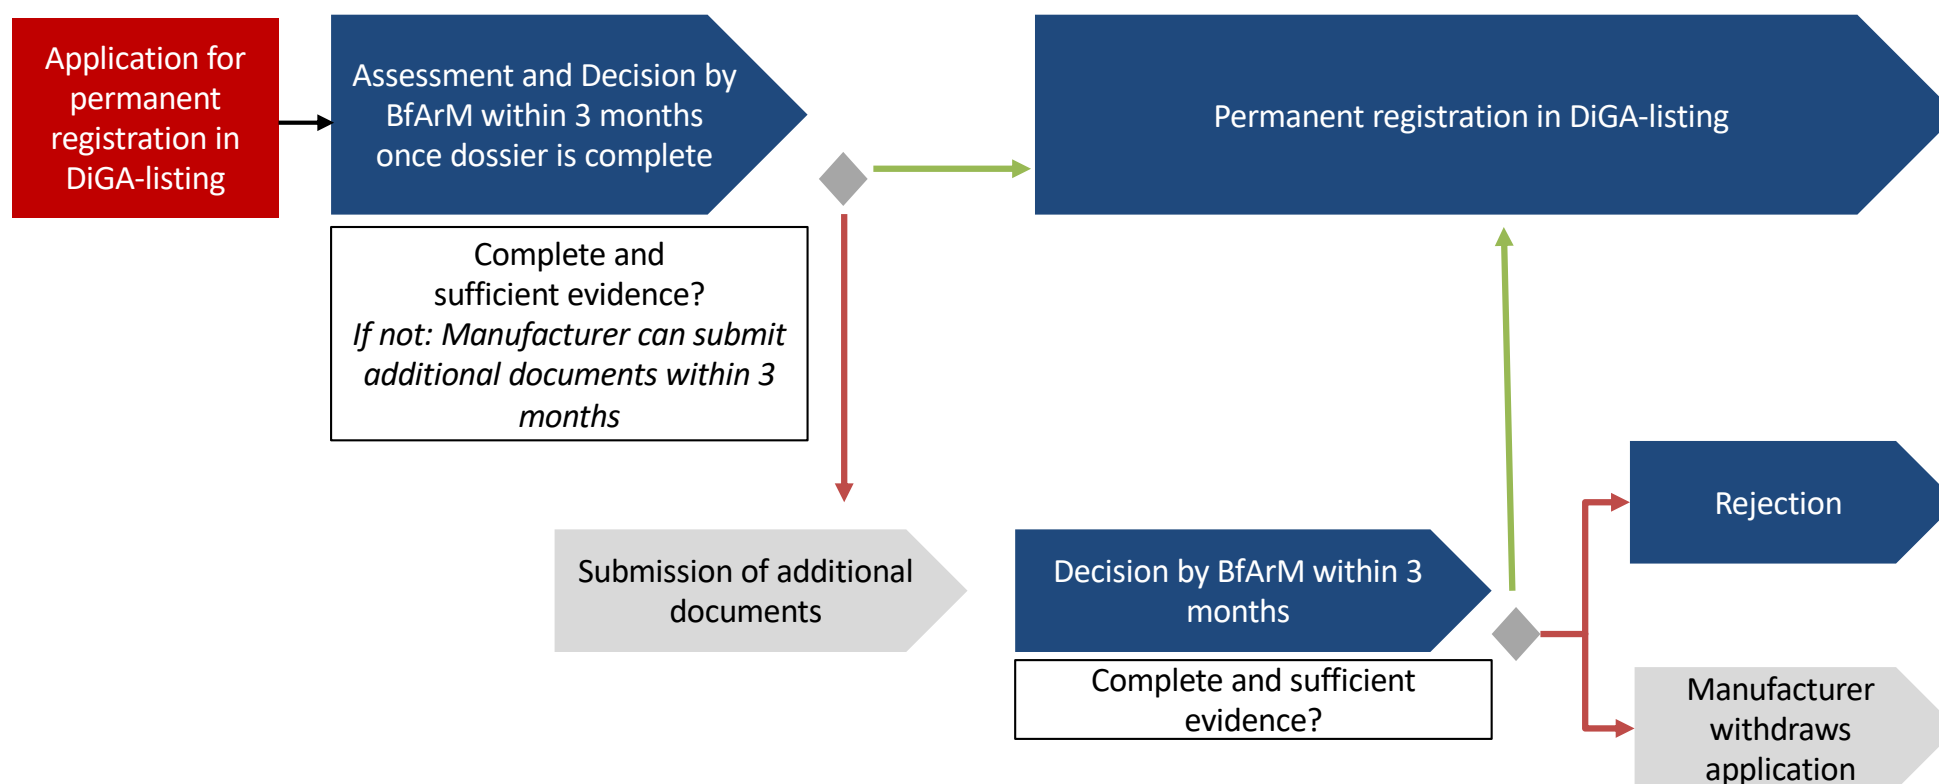 Application for
permanent
registration in
DiGA-listing
Assessment and Decision by
BfArM within 3 months
once dossier is complete
Permanent registration in DiGA-listing
Complete and
sufficient evidence?
If not: Manufacturer can submit
additional documents within 3
months
Submission of additional
documents
Decision by BfArM within 3
months
Complete and sufficient
evidence?
Rejection
Manufacturer
withdraws
application